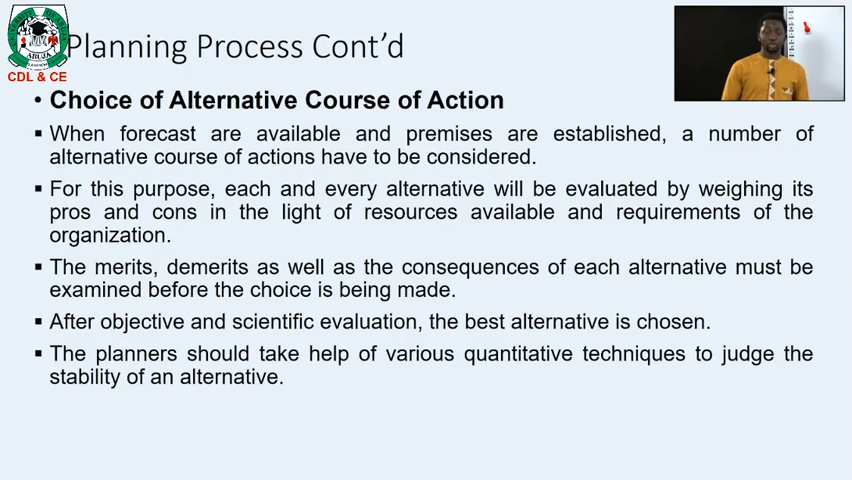 Planning Process Cont’d
CDL & CE
ABUJA
• Choice of Alternative Course of Action
▪ When forecast are available and premises are established, a number of
alternative course of actions have to be considered.
▪ For this purpose, each and every alternative will be evaluated by weighing its
pros and cons in the light of resources available and requirements of the
organization.
▪ The merits, demerits as well as the consequences of each alternative must be
examined before the choice is being made.
▪ After objective and scientific evaluation, the best alternative is chosen.
▪ The planners should take help of various quantitative techniques to judge the
stability of an alternative.